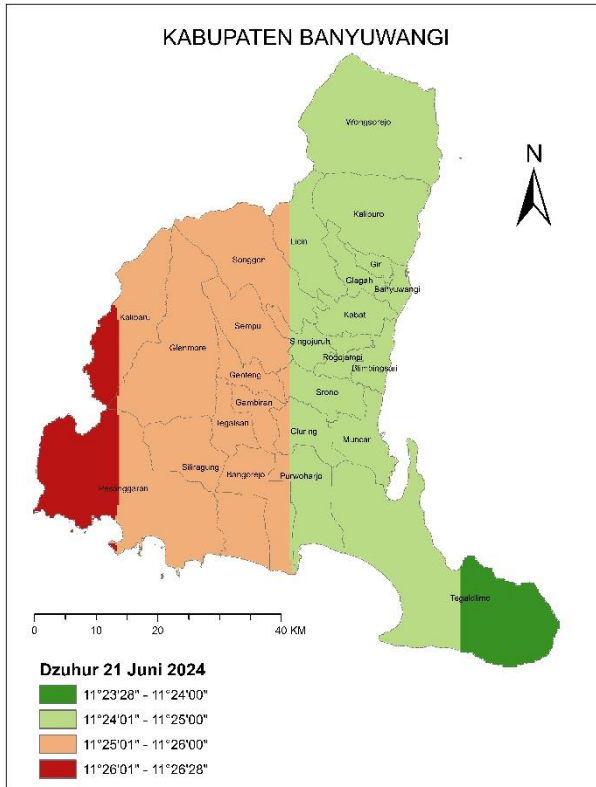 KABUPATEN BANYUWANGI
Wongsorejo
N
Kalipuro
Licin
Songgon
Giri
Glagah
Banyuwangi
Kalibaru
Kabat
Sempu
Glenmore
Singojuruh
Rogojampi
Blimbingsari
Genteng
Srono
Gambiran
Tegalsari
Cluring
Muncar
Siliragung
Bangorejo
Purwoharjo
Pesanggaran
Tegaldlimo
0 10 20 40 KM
Dzuhur 21 Juni 2024
11°23'28" - 11°24'00"
11°24'01" - 11°25'00"
11°25'01" - 11°26'00"
11°26'01" - 11°26'28"